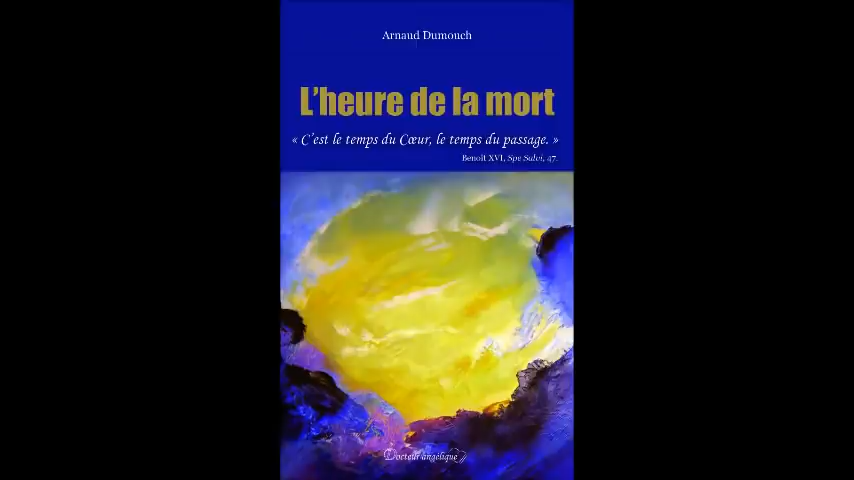 Arnaud Dumouch
L'heure de la mort
« C'est le temps du Cœur, le temps du passage. »
Benoît XVI, Spe Salvi, 47.
Docteur angélique